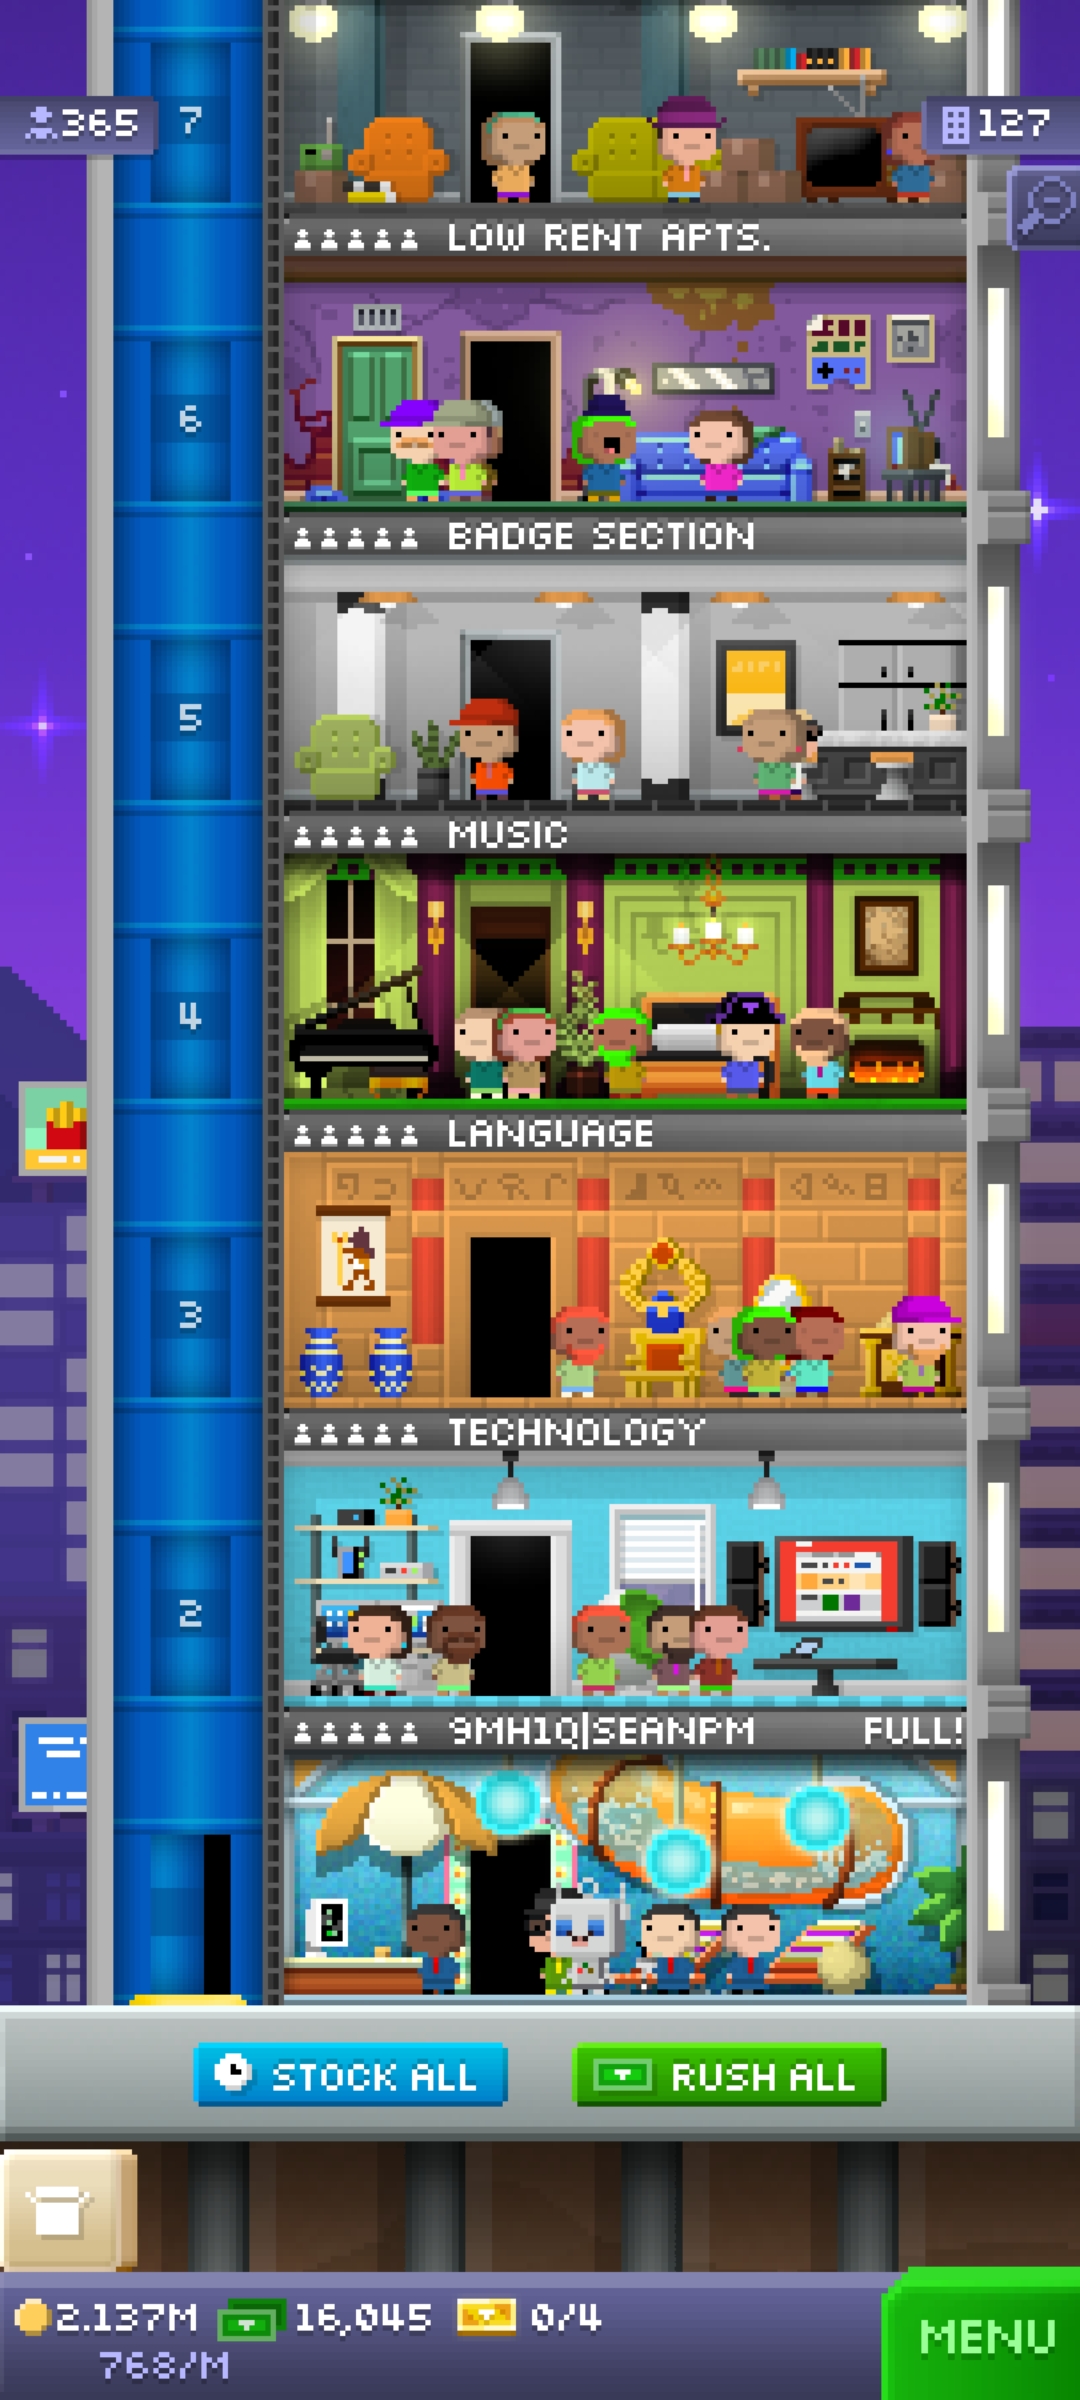 365
7
127
LOW RENT APTS.
6
BADGE SECTION
5
MUSIC
4
LANGUAGE
3
TECHNOLOGY
2
9MH1Q|SEANPM FULL!
STOCK ALL
RUSH ALL
2.137M 16,045 0/4
768/M
MENU